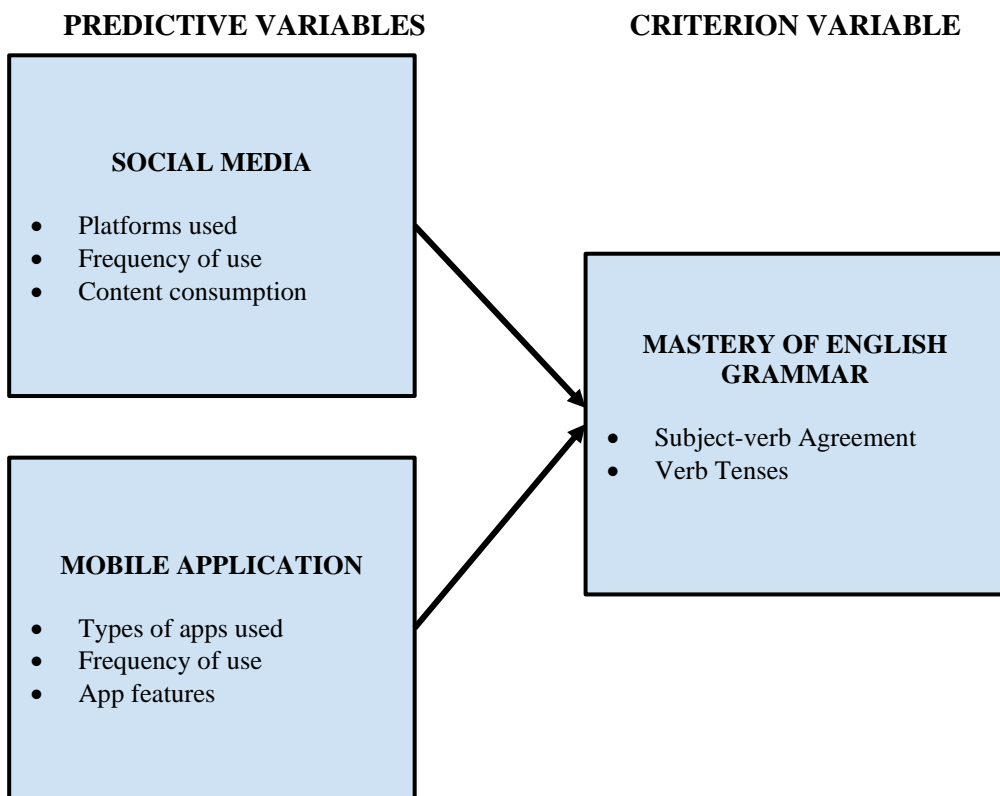 PREDICTIVE VARIABLES
CRITERION VARIABLE
SOCIAL MEDIA
• Platforms used
• Frequency of use
• Content consumption
MOBILE APPLICATION
• Types of apps used
• Frequency of use
• App features
MASTERY OF ENGLISH
GRAMMAR
• Subject-verb Agreement
• Verb Tenses